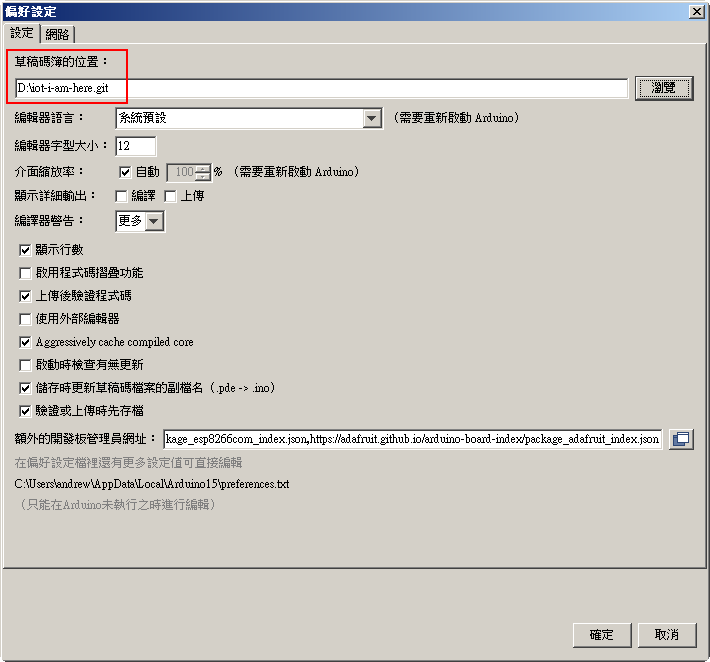 偏好設定
設定 網路
草稿碼簿的位置：
D:\iot-i-am-here.git 瀏覽
編輯器語言： 系統預設 （需要重新啟動 Arduino）
編輯器字型大小： 12
介面縮放率： 自動 100 % （需要重新啟動 Arduino）
顯示詳細輸出： 編譯 上傳
編譯器警告： 更多
顯示行數
啟用程式碼摺疊功能
上傳後驗證程式碼
使用外部編輯器
Aggressively cache compiled core
啟動時檢查有無更新
儲存時更新草稿碼檔案的副檔名（.pde -> .ino）
驗證或上傳時先存檔
額外的開發板管理員網址： kage_esp8266com_index.json,https://adafruit.github.io/arduino-board-index/package_adafruit_index.json
在偏好設定檔裡還有更多設定值可直接編輯
C:\Users\andrew\AppData\Local\Arduino15\preferences.txt
（只能在Arduino未執行之時進行編輯）
確定 取消